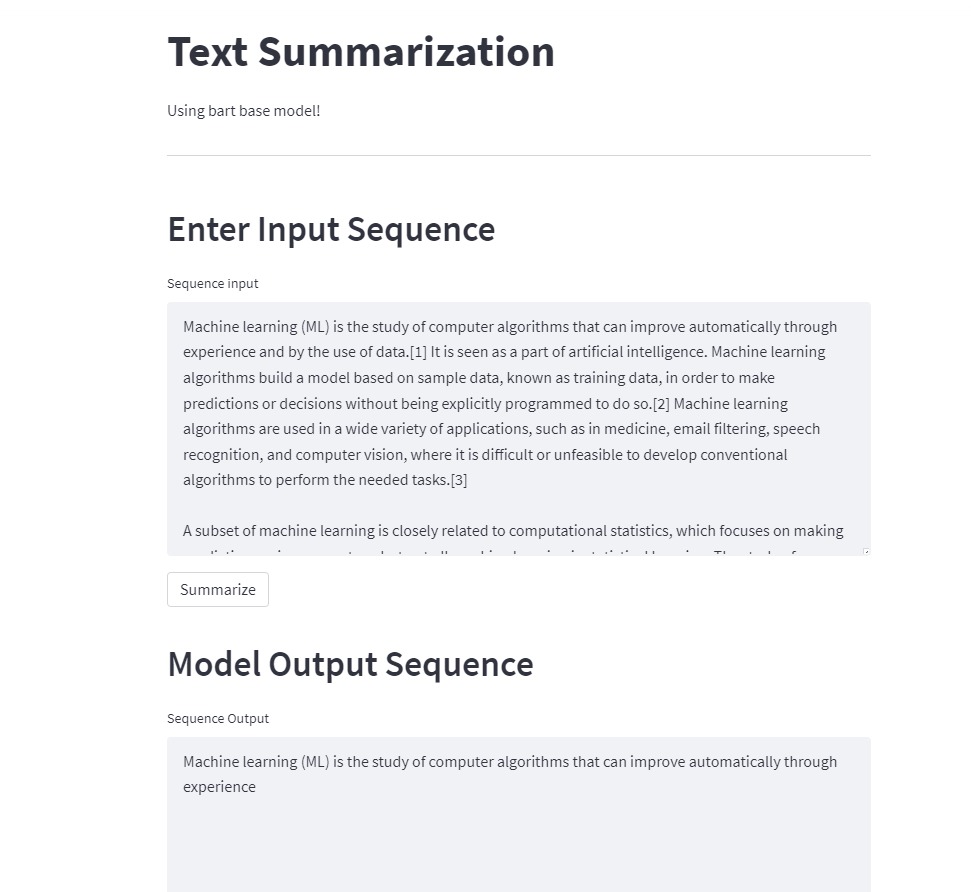 Text Summarization
Using bart base model!
Enter Input Sequence
Sequence input
Machine learning (ML) is the study of computer algorithms that can improve automatically through
experience and by the use of data.[1] It is seen as a part of artificial intelligence. Machine learning
algorithms build a model based on sample data, known as training data, in order to make
predictions or decisions without being explicitly programmed to do so.[2] Machine learning
algorithms are used in a wide variety of applications, such as in medicine, email filtering, speech
recognition, and computer vision, where it is difficult or unfeasible to develop conventional
algorithms to perform the needed tasks.[3]
A subset of machine learning is closely related to computational statistics, which focuses on making
Summarize
Model Output Sequence
Sequence Output
Machine learning (ML) is the study of computer algorithms that can improve automatically through
experience